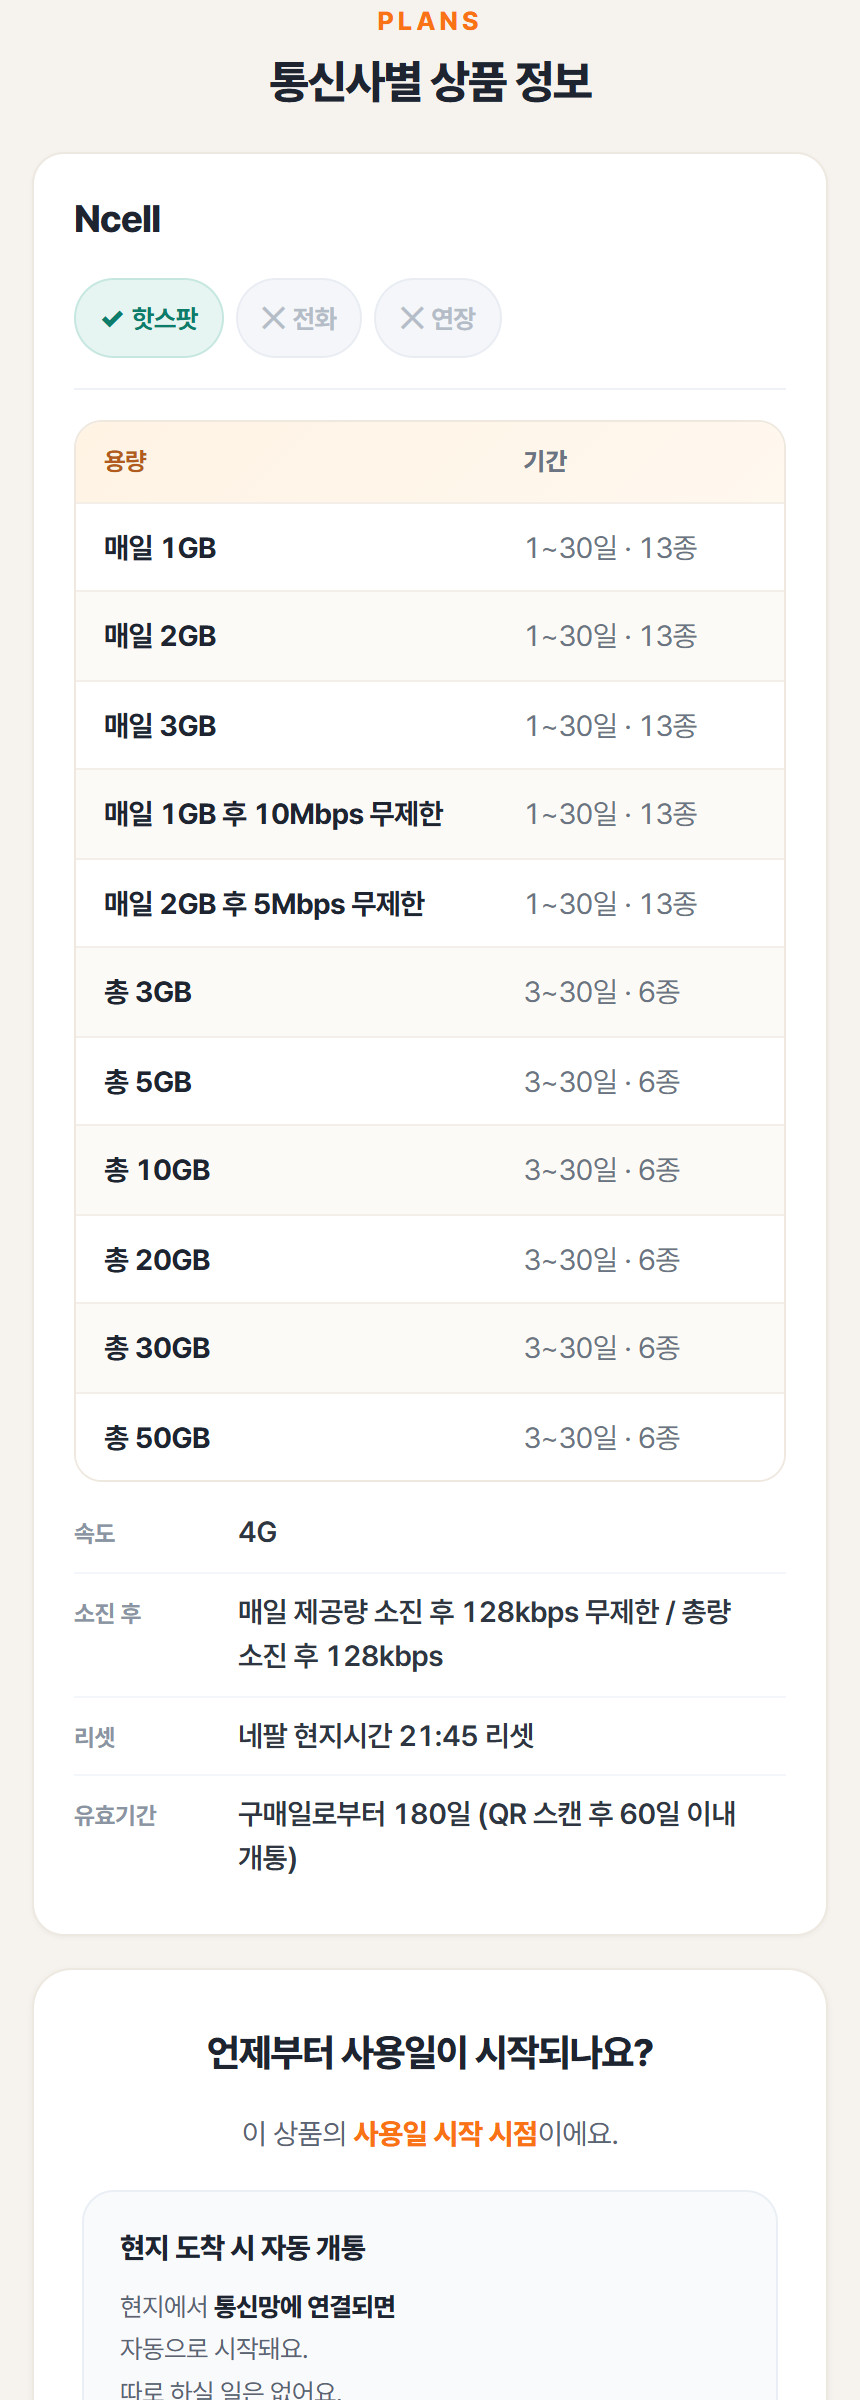 PLANS
통신사별 상품 정보
Ncell
✓ 핫스팟 ✕ 전화 ✕ 연장
용량 기간
매일 1GB 1~30일 · 13종
매일 2GB 1~30일 · 13종
매일 3GB 1~30일 · 13종
매일 1GB 후 10Mbps 무제한 1~30일 · 13종
매일 2GB 후 5Mbps 무제한 1~30일 · 13종
총 3GB 3~30일 · 6종
총 5GB 3~30일 · 6종
총 10GB 3~30일 · 6종
총 20GB 3~30일 · 6종
총 30GB 3~30일 · 6종
총 50GB 3~30일 · 6종
속도 4G
소진 후 매일 제공량 소진 후 128kbps 무제한 / 총량
소진 후 128kbps
리셋 네팔 현지시간 21:45 리셋
유효기간 구매일로부터 180일 (QR 스캔 후 60일 이내
개통)
언제부터 사용일이 시작되나요?
이 상품의 사용일 시작 시점이에요.
현지 도착 시 자동 개통
현지에서 통신망에 연결되면
자동으로 시작돼요.
따로 하실 일은 없어요.